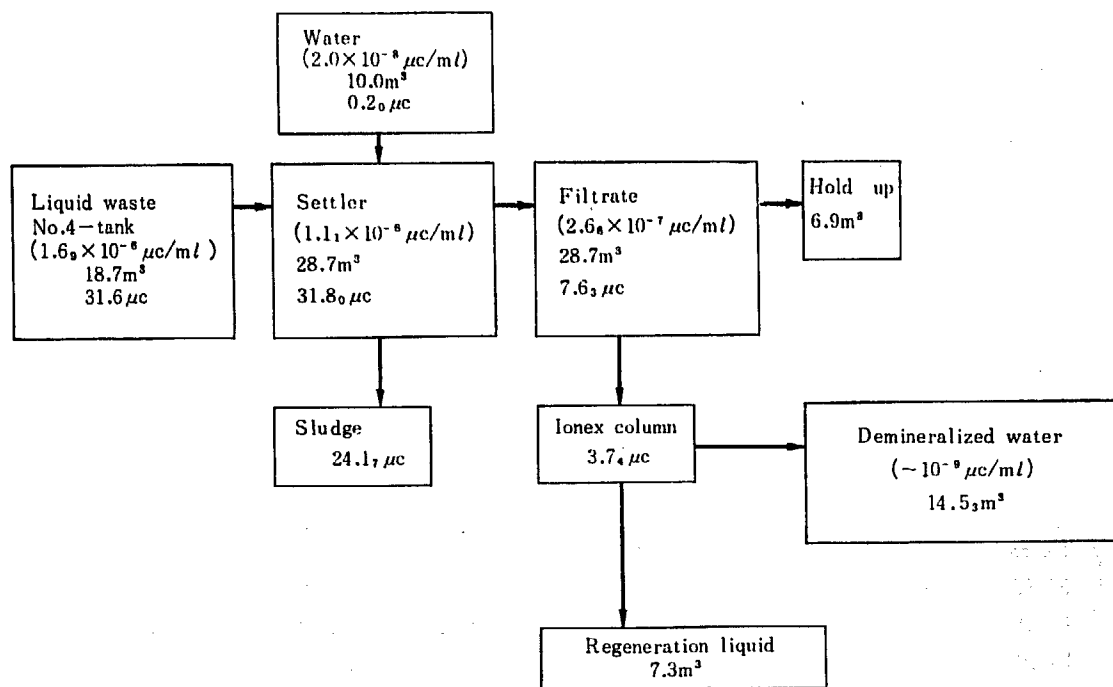 Water
(2.0×10⁻⁸ μc/ml)
10.0m³
0.2₀ μc
Liquid waste
No.4-tank
(1.6₉×10⁻⁶ μc/ml)
18.7m³
31.6 μc
Settler
(1.1₁×10⁻⁶ μc/ml)
28.7m³
31.8₀ μc
Filtrate
(2.6₆×10⁻⁷ μc/ml)
28.7m³
7.6₃ μc
Hold up
6.9m³
Sludge
24.1₇ μc
Ionex column
3.7₄ μc
Demineralized water
(~10⁻⁹ μc/ml)
14.5₃m³
Regeneration liquid
7.3m³